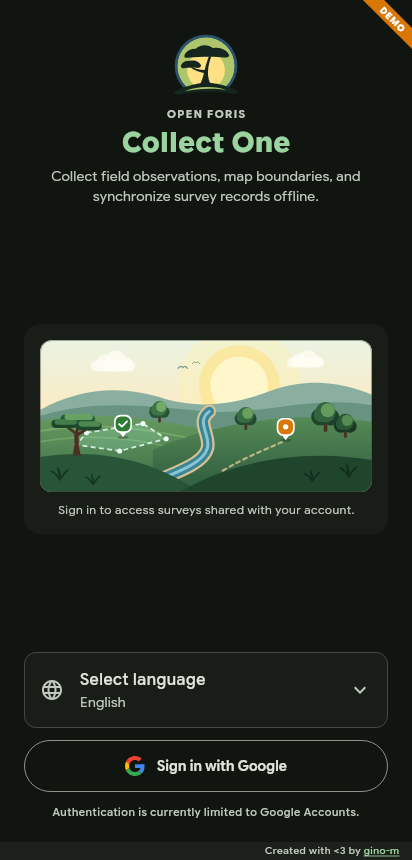 DEMO
OPEN FORIS
Collect One
Collect field observations, map boundaries, and
synchronize survey records offline.
Sign in to access surveys shared with your account.
Select language
English
Sign in with Google
Authentication is currently limited to Google Accounts.
Created with <3 by gino-m